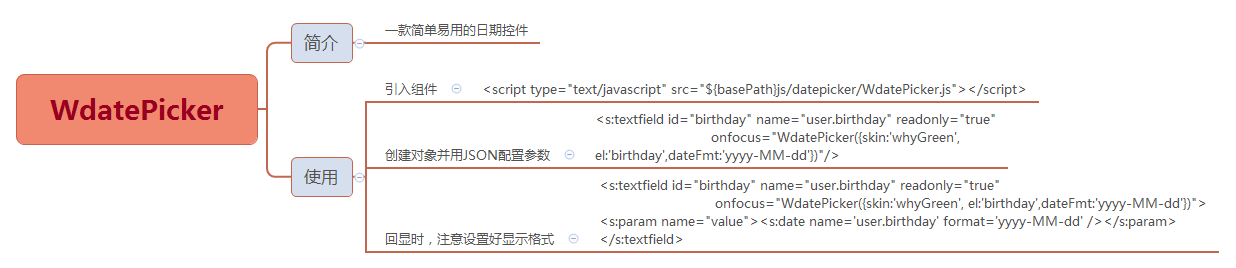 WdatePicker
简介
一款简单易用的日期控件
使用
引入组件
<script type="text/javascript" src="${basePath}js/datepicker/WdatePicker.js"></script>
创建对象并用JSON配置参数
<s:textfield id="birthday" name="user.birthday" readonly="true"
onfocus="WdatePicker({skin:'whyGreen',
el:'birthday',dateFmt:'yyyy-MM-dd'})"/>
回显时，注意设置好显示格式
<s:textfield id="birthday" name="user.birthday" readonly="true"
onfocus="WdatePicker({skin:'whyGreen', el:'birthday',dateFmt:'yyyy-MM-dd'})">
<s:param name="value"><s:date name='user.birthday' format='yyyy-MM-dd' /></s:param>
</s:textfield>